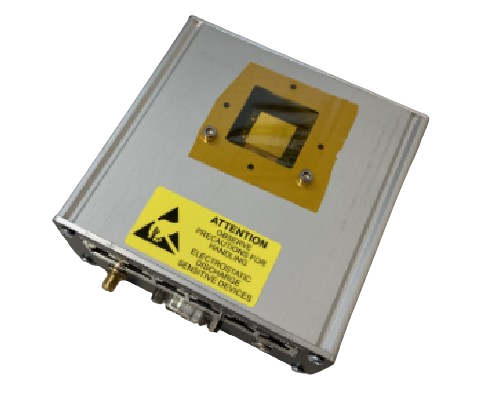 ATTENTION
OBSERVE
PRECAUTIONS FOR
HANDLING
ELECTROSTATIC
DISCHARGE
SENSITIVE DEVICES